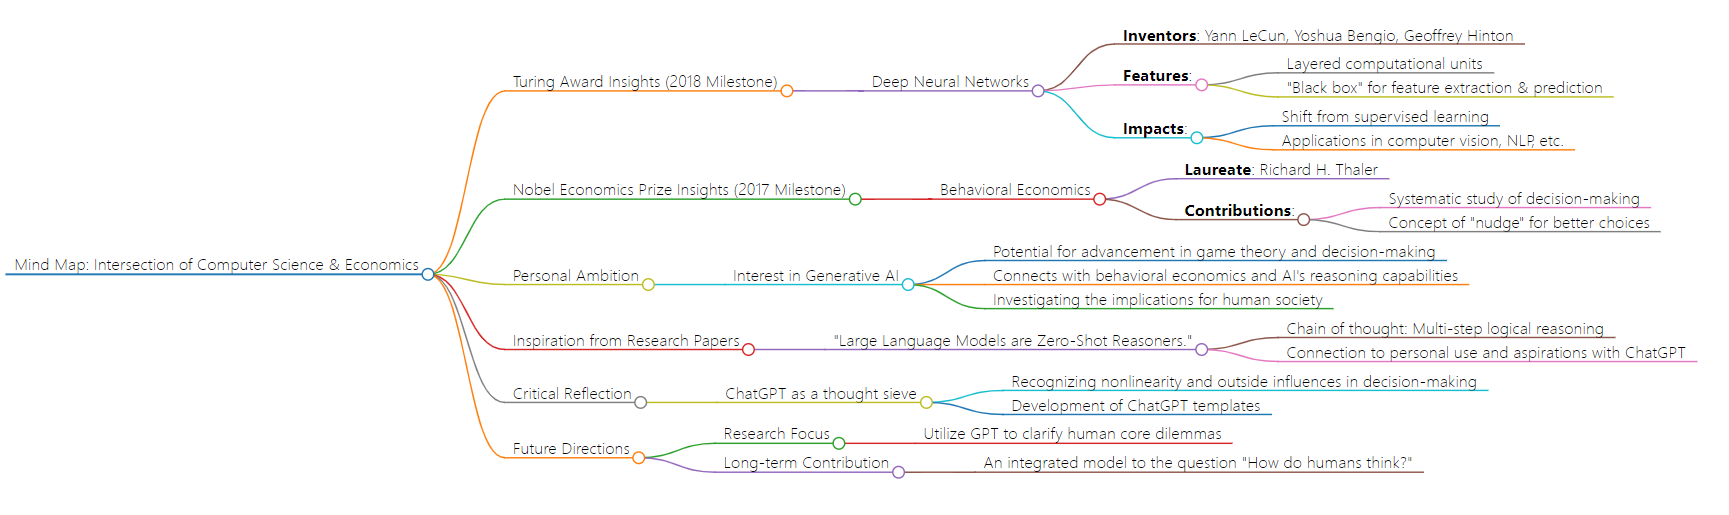 Mind Map: Intersection of Computer Science & Economics
Turing Award Insights (2018 Milestone)
Deep Neural Networks
Inventors: Yann LeCun, Yoshua Bengio, Geoffrey Hinton
Features:
Layered computational units
"Black box" for feature extraction & prediction
Impacts:
Shift from supervised learning
Applications in computer vision, NLP, etc.
Nobel Economics Prize Insights (2017 Milestone)
Behavioral Economics
Laureate: Richard H. Thaler
Contributions:
Systematic study of decision-making
Concept of "nudge" for better choices
Personal Ambition
Interest in Generative AI
Potential for advancement in game theory and decision-making
Connects with behavioral economics and AI's reasoning capabilities
Investigating the implications for human society
Inspiration from Research Papers
"Large Language Models are Zero-Shot Reasoners."
Chain of thought: Multi-step logical reasoning
Connection to personal use and aspirations with ChatGPT
Critical Reflection
ChatGPT as a thought sieve
Recognizing nonlinearity and outside influences in decision-making
Development of ChatGPT templates
Future Directions
Research Focus
Utilize GPT to clarify human core dilemmas
Long-term Contribution
An integrated model to the question "How do humans think?"